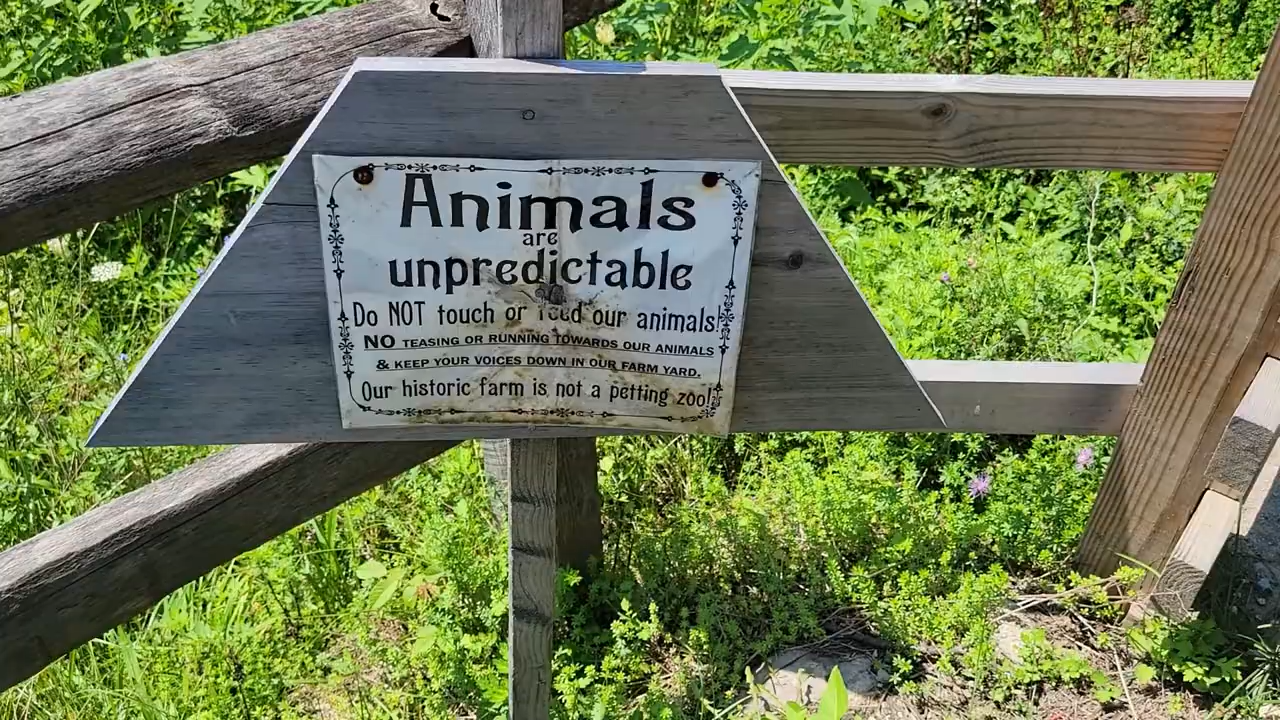 Animals
are
unpredictable
Do NOT touch or feed our animals!
NO TEASING OR RUNNING TOWARDS OUR ANIMALS
& KEEP YOUR VOICES DOWN IN OUR FARM YARD.
Our historic farm is not a petting zoo!